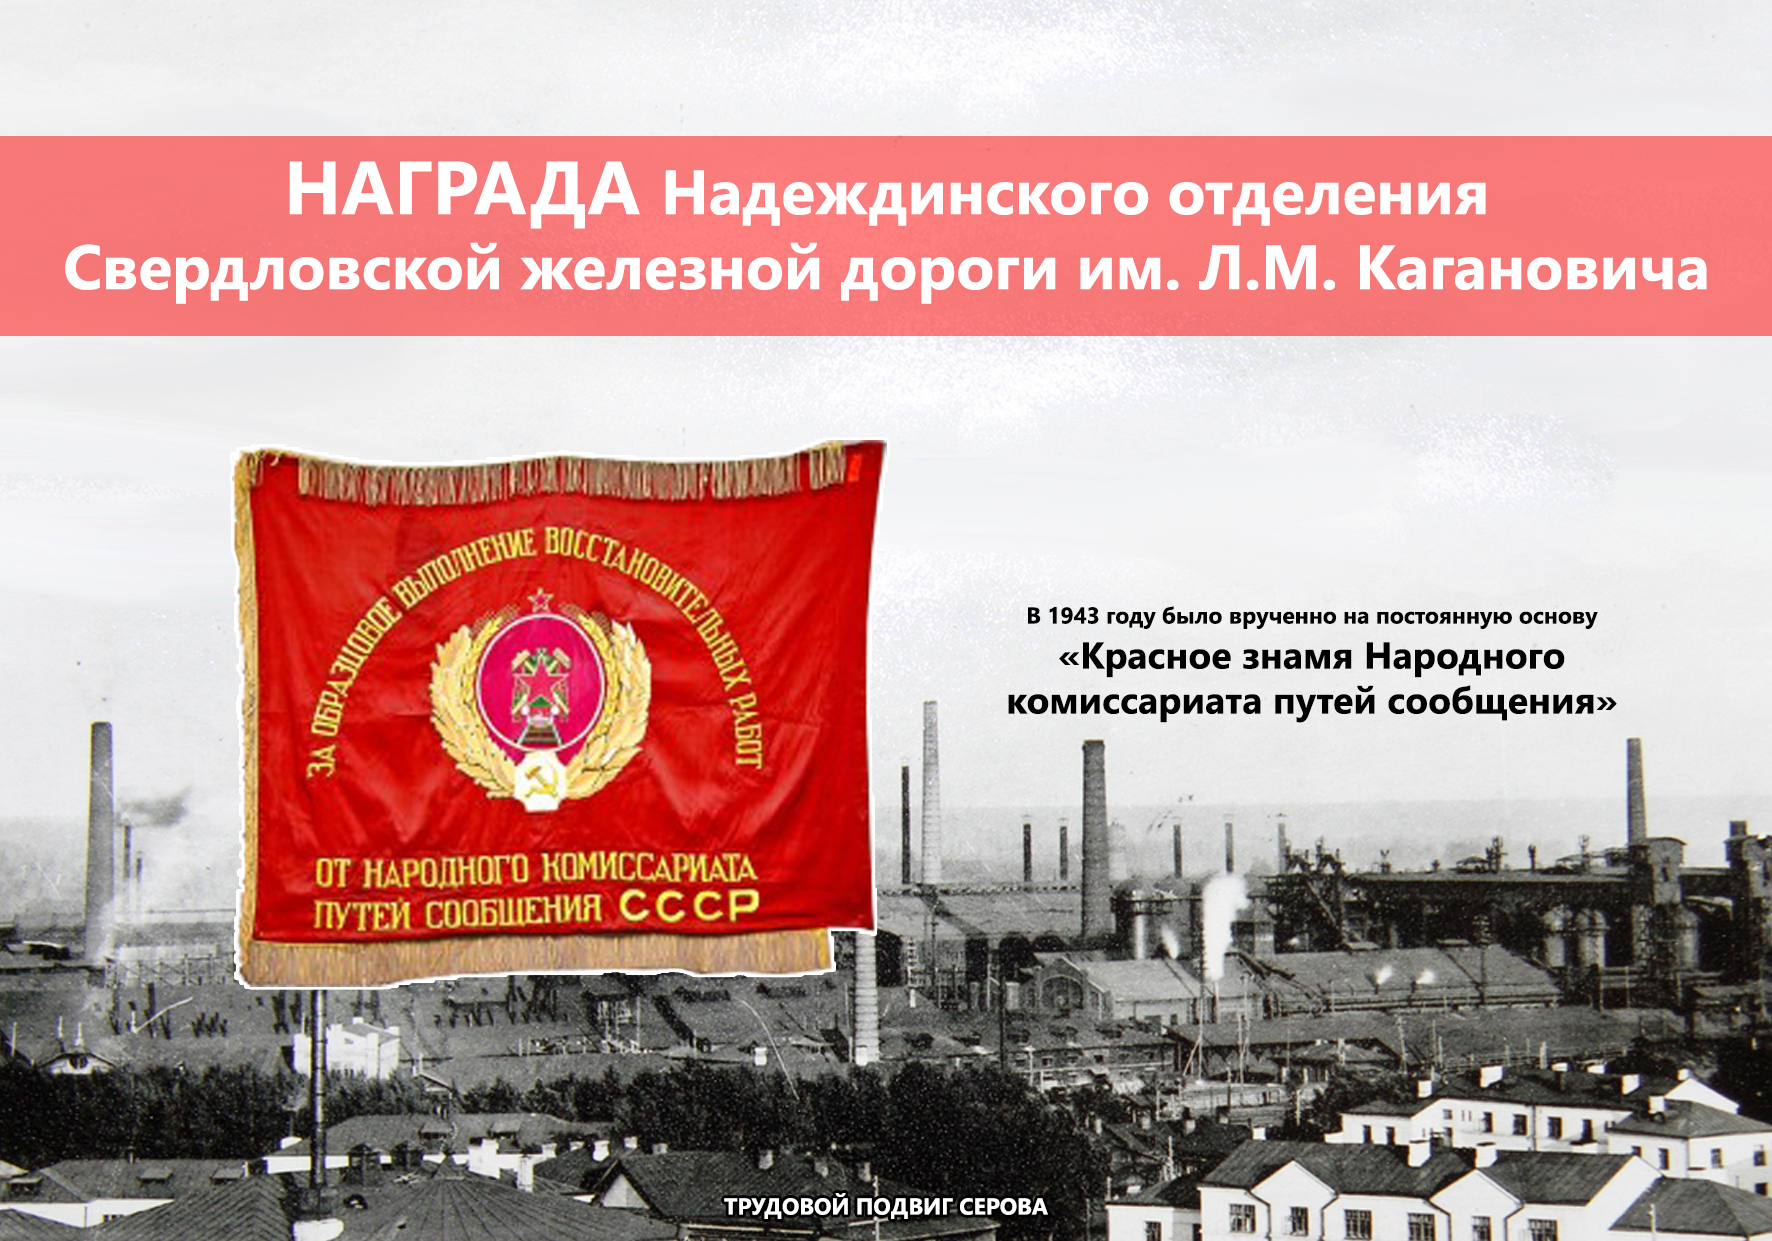 НАГРАДА Надеждинского отделения
Свердловской железной дороги им. Л.М. Кагановича
ЗА ОБРАЗЦОВОЕ ВЫПОЛНЕНИЕ ВОССТАНОВИТЕЛЬНЫХ РАБОТ
ОТ НАРОДНОГО КОМИССАРИАТА
ПУТЕЙ СООБЩЕНИЯ СССР
В 1943 году было врученно на постоянную основу
«Красное знамя Народного
комиссариата путей сообщения»
ТРУДОВОЙ ПОДВИГ СЕРОВА